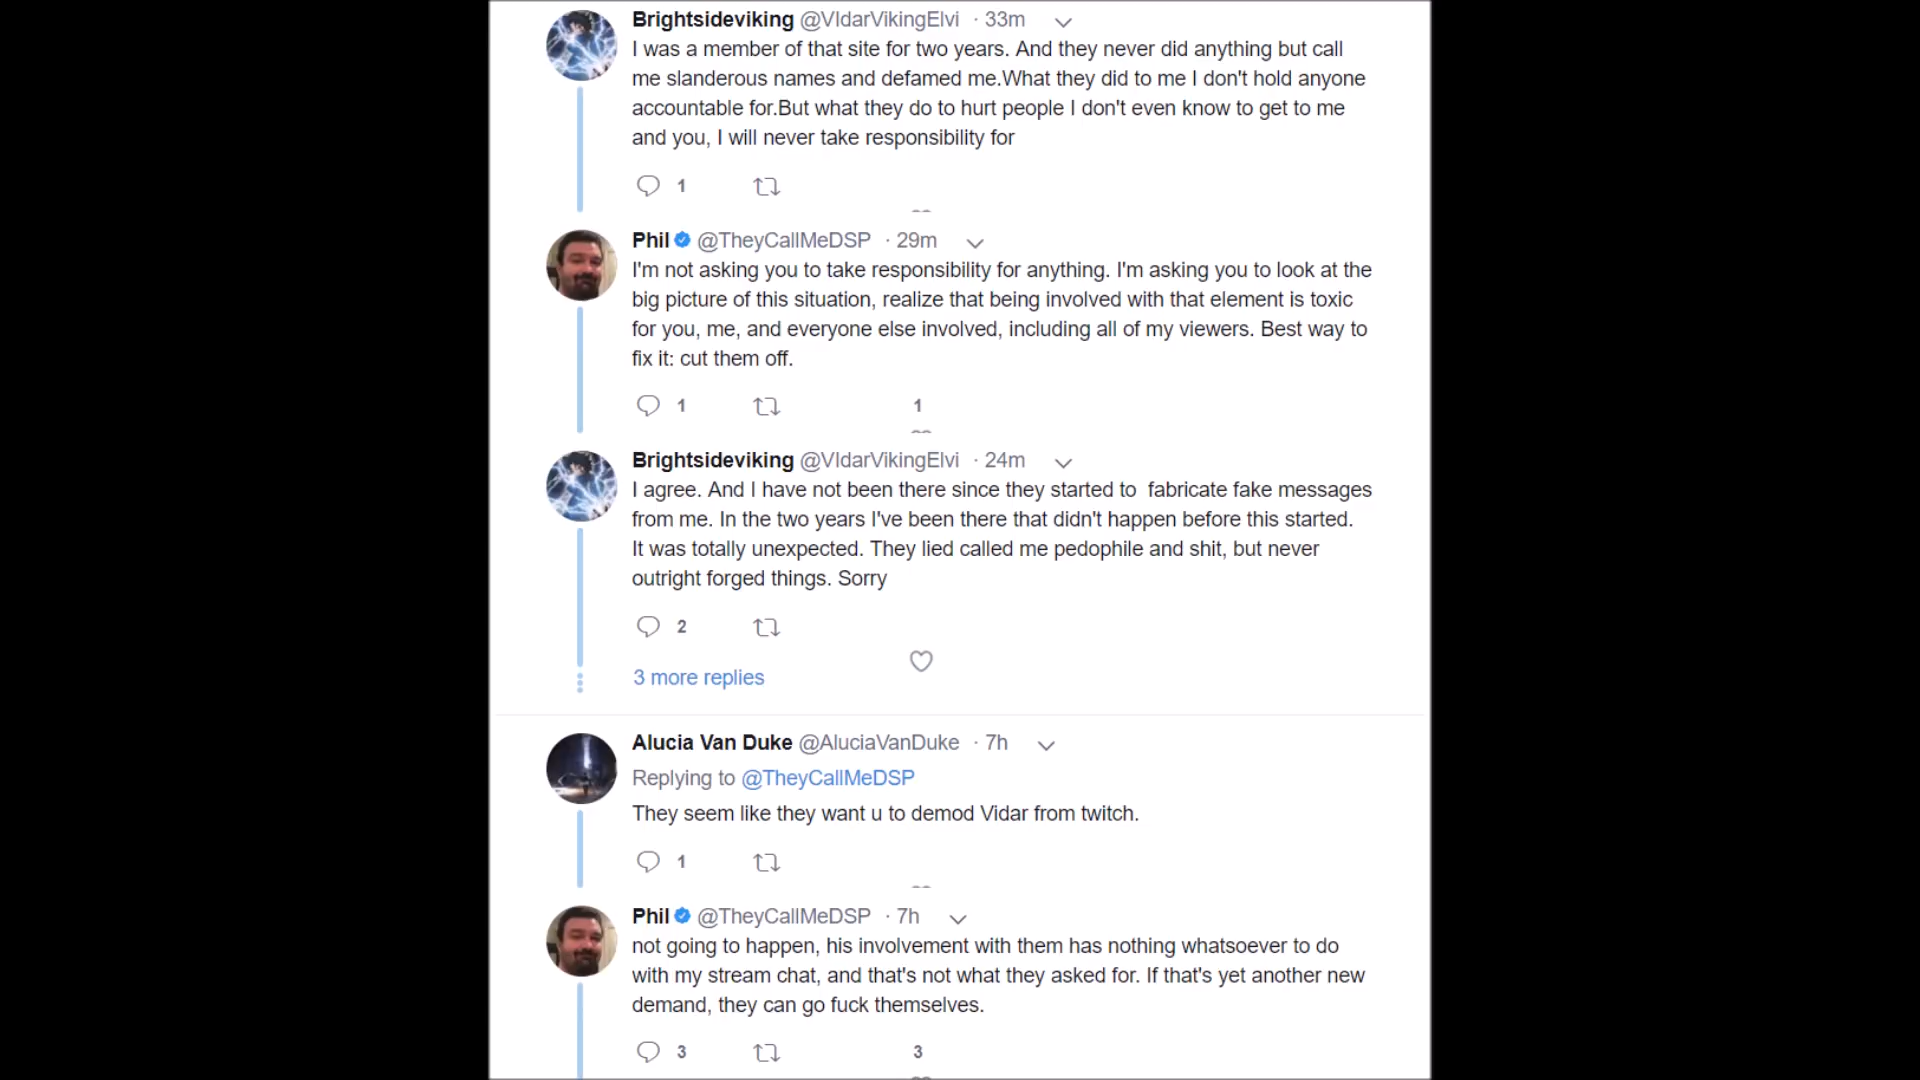 Brightsideviking @VIdarVikingElvi · 33m
I was a member of that site for two years. And they never did anything but call
me slanderous names and defamed me.What they did to me I don't hold anyone
accountable for.But what they do to hurt people I don't even know to get to me
and you, I will never take responsibility for
1
Phil @TheyCallMeDSP · 29m
I'm not asking you to take responsibility for anything. I'm asking you to look at the
big picture of this situation, realize that being involved with that element is toxic
for you, me, and everyone else involved, including all of my viewers. Best way to
fix it: cut them off.
1 1
Brightsideviking @VIdarVikingElvi · 24m
I agree. And I have not been there since they started to  fabricate fake messages
from me. In the two years I've been there that didn't happen before this started.
It was totally unexpected. They lied called me pedophile and shit, but never
outright forged things. Sorry
2
3 more replies
Alucia Van Duke @AluciaVanDuke · 7h
Replying to @TheyCallMeDSP
They seem like they want u to demod Vidar from twitch.
1
Phil @TheyCallMeDSP · 7h
not going to happen, his involvement with them has nothing whatsoever to do
with my stream chat, and that's not what they asked for. If that's yet another new
demand, they can go fuck themselves.
3 3